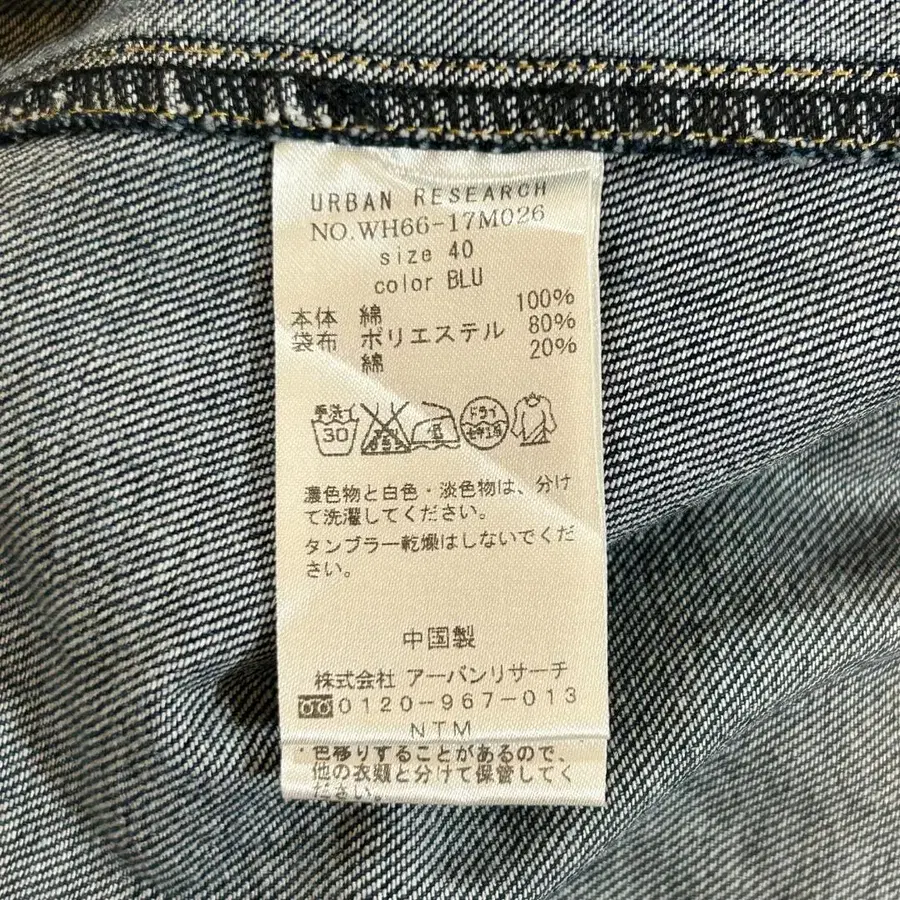 URBAN RESEARCH
NO.WH66-17M026
size 40
color BLU
本体 綿 100%
袋布 ポリエステル 80%
綿 20%
手洗イ ドライ
30
濃色物と白色・淡色物は、分け
て洗濯してください。
タンブラー乾燥はしないでくだ
さい。
中国製
株式会社 アーバンリサーチ
0120-967-013
NTM
色移りすることがあるので、
他の衣類と分けて保管してく
ださい。